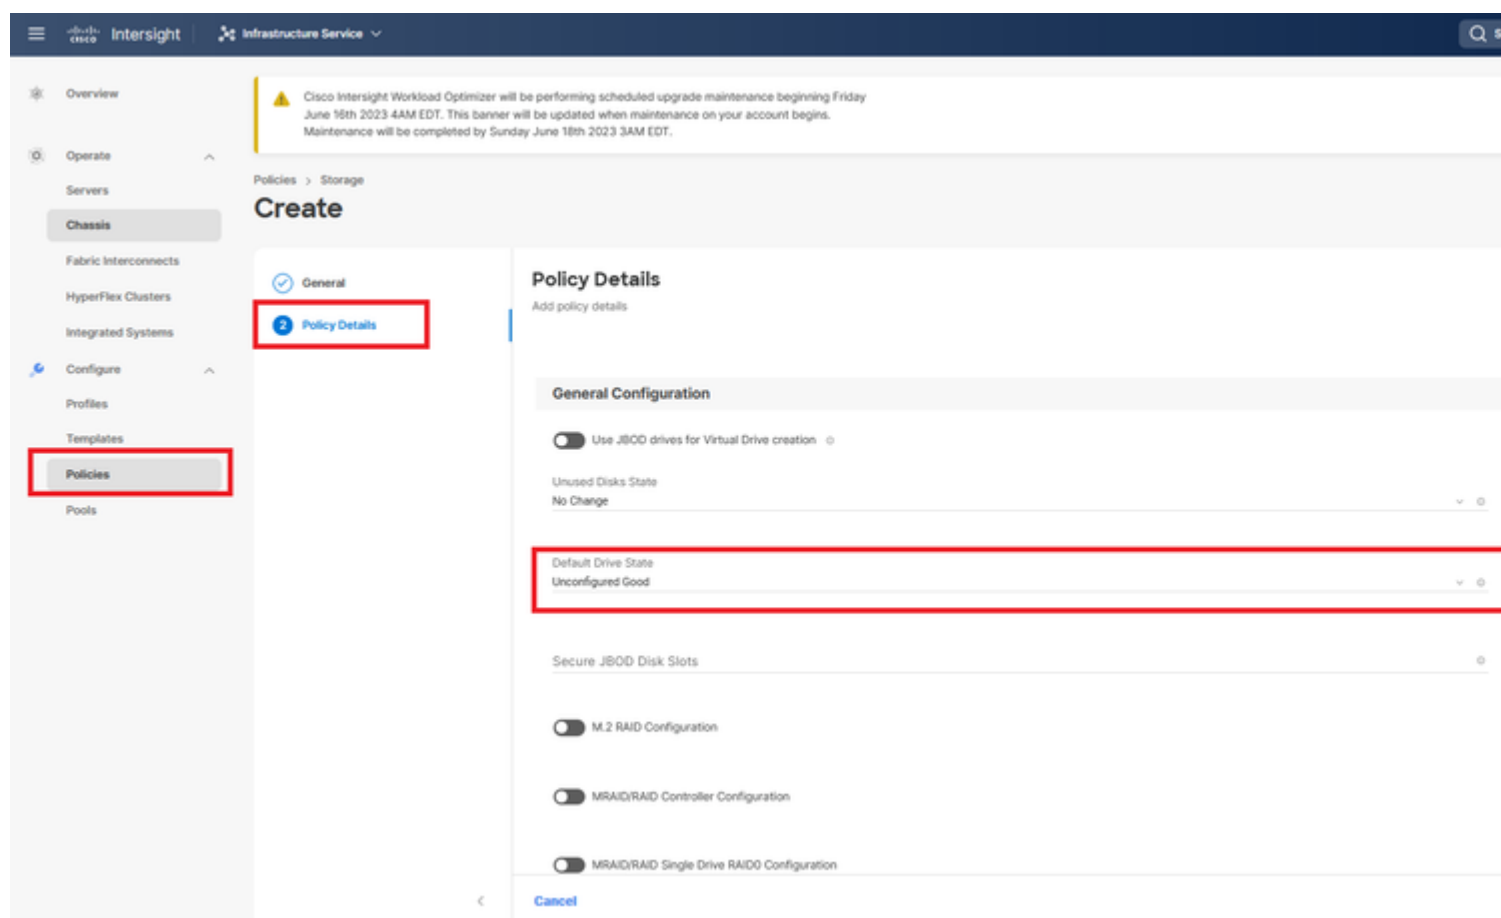 cisco Intersight Infrastructure Service
Overview
Operate
Servers
Chassis
Fabric Interconnects
HyperFlex Clusters
Integrated Systems
Configure
Profiles
Templates
Policies
Pools
Cisco Intersight Workload Optimizer will be performing scheduled upgrade maintenance beginning Friday
June 16th 2023 4AM EDT. This banner will be updated when maintenance on your account begins.
Maintenance will be completed by Sunday June 18th 2023 3AM EDT.
Policies > Storage
Create
General
2 Policy Details
Policy Details
Add policy details
General Configuration
Use JBOD drives for Virtual Drive creation
Unused Disks State
No Change
Default Drive State
Unconfigured Good
Secure JBOD Disk Slots
M.2 RAID Configuration
MRAID/RAID Controller Configuration
MRAID/RAID Single Drive RAID0 Configuration
Cancel